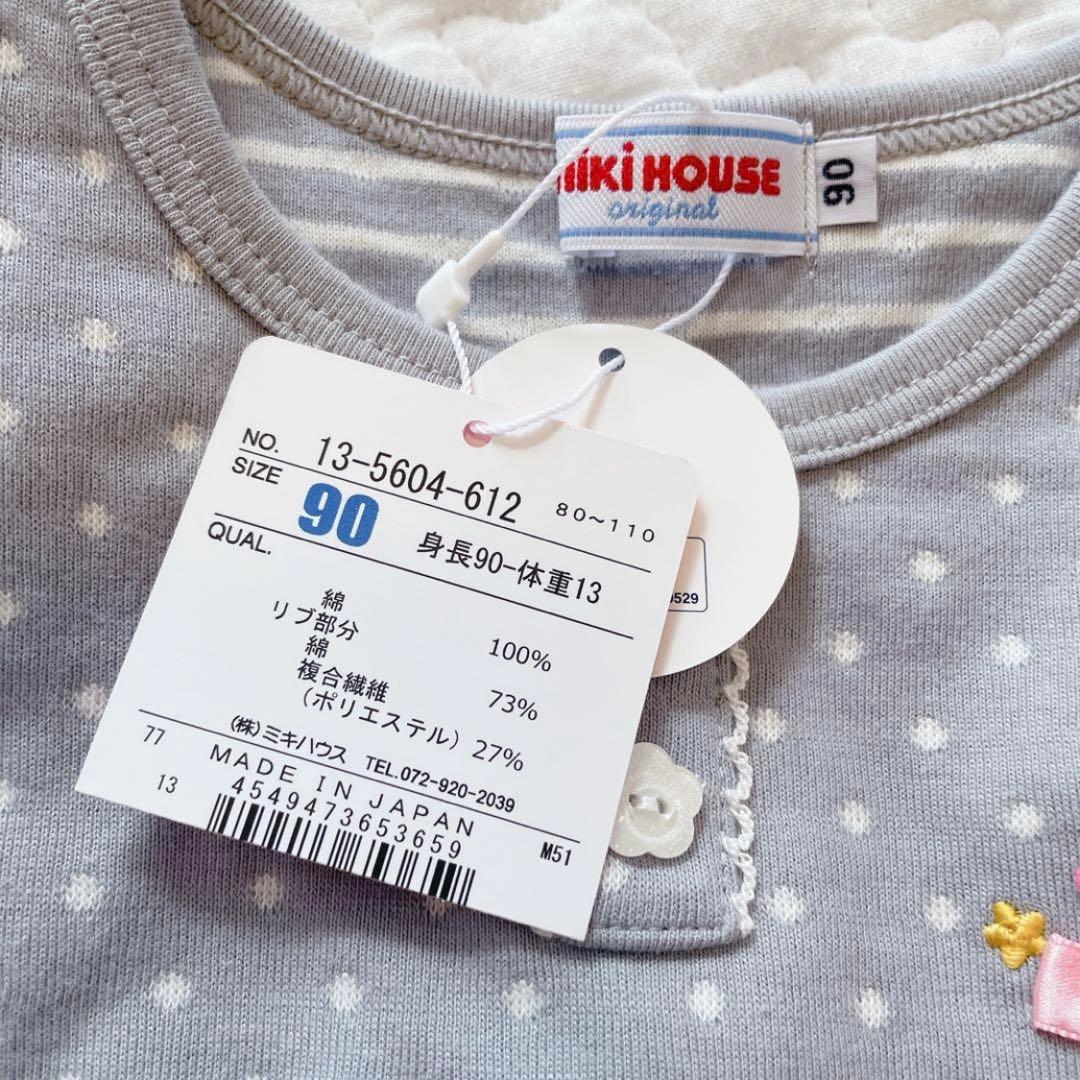 miki HOUSE
original
90
NO. 13-5604-612 80～110
SIZE 90 身長90-体重13
QUAL.
綿 100%
リブ部分
綿 73%
複合繊維
(ポリエステル) 27%
(株)ミキハウス TEL.072-920-2039
77 MADE IN JAPAN
13 4549473653659
M51
529